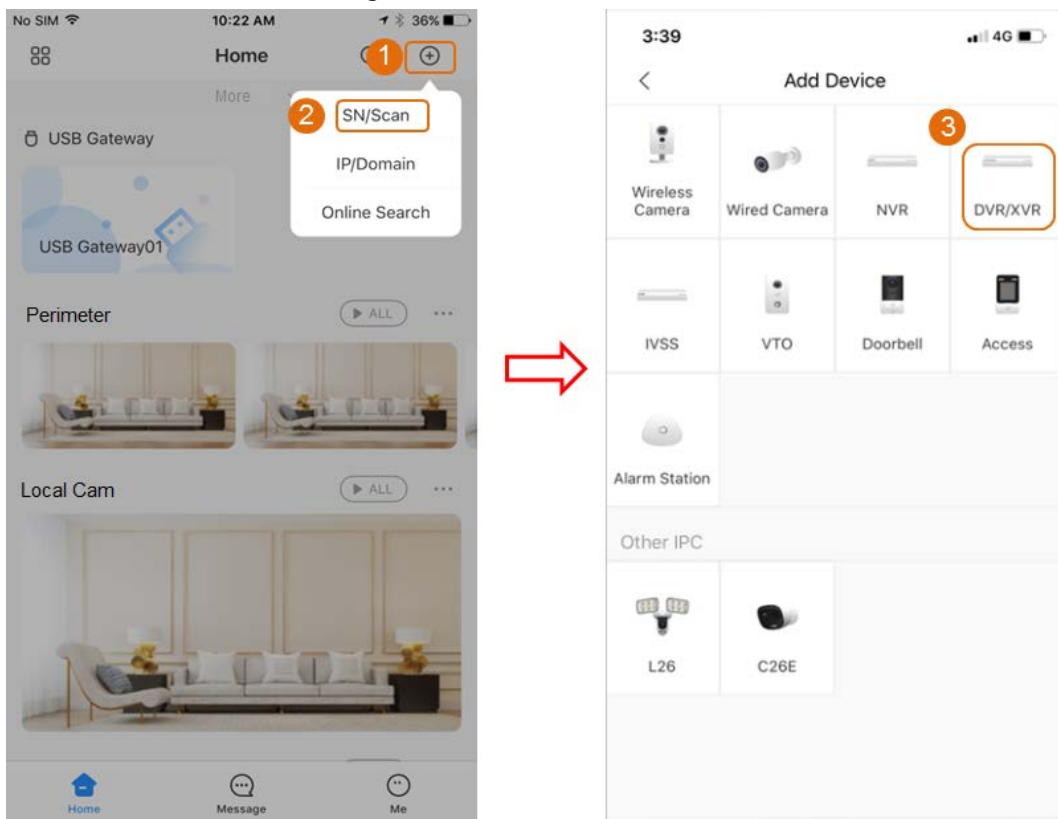 No SIM 10:22 AM 36%
Home
1
More
2 SN/Scan
USB Gateway
IP/Domain
Online Search
USB Gateway01
Perimeter
ALL
Local Cam
ALL
Home Message Me
3:39 4G
Add Device
3
Wireless
Camera Wired Camera NVR DVR/XVR
IVSS VTO Doorbell Access
Alarm Station
Other IPC
L26 C26E